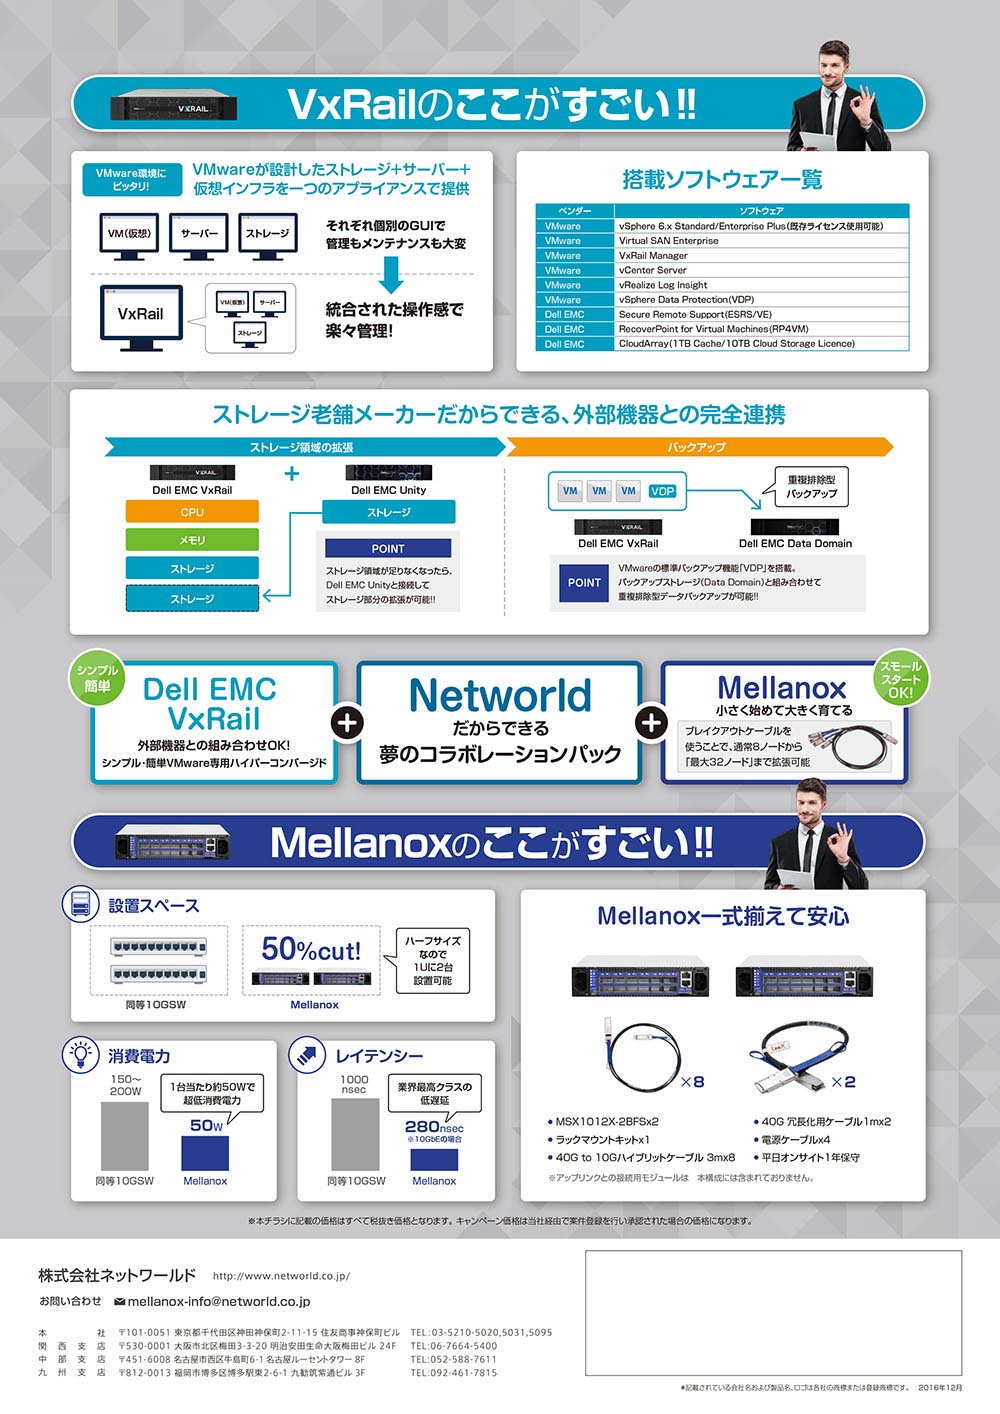 VxRAIL
VxRailのここがすごい!!
VMware環境に
ピッタリ!
VMwareが設計したストレージ+サーバー+
仮想インフラを一つのアプライアンスで提供
VM(仮想)
サーバー
ストレージ
それぞれ個別のGUIで
管理もメンテナンスも大変
VxRail
VM(仮想)
サーバー
ストレージ
統合された操作感で
楽々管理!
搭載ソフトウェア一覧
ベンダー ソフトウェア
VMware vSphere 6.x Standard/Enterprise Plus(既存ライセンス使用可能)
VMware Virtual SAN Enterprise
VMware VxRail Manager
VMware vCenter Server
VMware vRealize Log Insight
VMware vSphere Data Protection(VDP)
Dell EMC Secure Remote Support(ESRS/VE)
Dell EMC RecoverPoint for Virtual Machines(RP4VM)
Dell EMC CloudArray(1TB Cache/10TB Cloud Storage Licence)
ストレージ老舗メーカーだからできる、外部機器との完全連携
ストレージ領域の拡張
バックアップ
VxRAIL
+
Dell EMC VxRail
Dell EMC Unity
CPU
メモリ
ストレージ
ストレージ
ストレージ
POINT
ストレージ領域が足りなくなったら、
Dell EMC Unityと接続して
ストレージ部分の拡張が可能!!
VM VM VM VDP
重複排除型
バックアップ
VxRAIL
Dell EMC VxRail
Dell EMC Data Domain
POINT
VMwareの標準バックアップ機能「VDP」を搭載。
バックアップストレージ(Data Domain)と組み合わせて
重複排除型データバックアップが可能!!
シンプル
簡単
Dell EMC
VxRail
外部機器との組み合わせOK!
シンプル・簡単VMware専用ハイパーコンバージド
+
Networld
だからできる
夢のコラボレーションパック
+
スモール
スタート
OK!
Mellanox
小さく始めて大きく育てる
ブレイクアウトケーブルを
使うことで、通常8ノードから
「最大32ノード」まで拡張可能
Mellanoxのここがすごい!!
設置スペース
同等10GSW
50%cut!
Mellanox
ハーフサイズ
なので
1Uに2台
設置可能
消費電力
150～
200W
同等10GSW
1台当たり約50Wで
超低消費電力
50W
Mellanox
レイテンシー
1000
nsec
同等10GSW
業界最高クラスの
低遅延
280nsec
※10GbEの場合
Mellanox
Mellanox一式揃えて安心
×8
×2
• MSX1012X-2BFSx2
• ラックマウントキットx1
• 40G to 10Gハイブリットケーブル 3mx8
• 40G 冗長化用ケーブル1mx2
• 電源ケーブルx4
• 平日オンサイト1年保守
※アップリンクとの接続用モジュールは 本構成には含まれておりません。
※本チラシに記載の価格はすべて税抜き価格となります。キャンペーン価格は当社経由で案件登録を行い承認された場合の価格になります。
株式会社ネットワールド http://www.networld.co.jp/
お問い合わせ mellanox-info@networld.co.jp
本社 〒101-0051 東京都千代田区神田神保町2-11-15 住友商事神保町ビル TEL:03-5210-5020,5031,5095
関西支店 〒530-0001 大阪市北区梅田3-3-20 明治安田生命大阪梅田ビル 24F TEL:06-7664-5400
中部支店 〒451-6008 名古屋市西区牛島町6-1 名古屋ルーセントタワー 8F TEL:052-588-7611
九州支店 〒812-0013 福岡市博多区博多駅東2-6-1 九勧筑紫通ビル 3F TEL:092-461-7815
※記載されている会社名および製品名、ロゴは各社の商標または登録商標です。 2016年12月